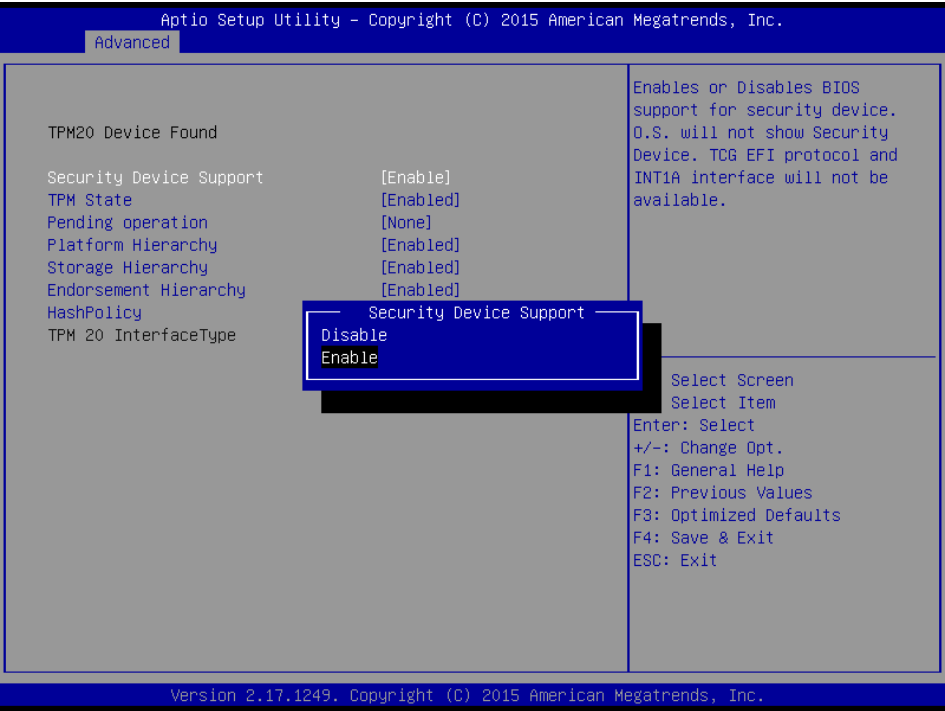 Aptio Setup Utility – Copyright (C) 2015 American Megatrends, Inc.
Advanced
TPM20 Device Found
Security Device Support [Enable]
TPM State [Enabled]
Pending operation [None]
Platform Hierarchy [Enabled]
Storage Hierarchy [Enabled]
Endorsement Hierarchy [Enabled]
HashPolicy
TPM 20 InterfaceType
Security Device Support
Disable
Enable
Enables or Disables BIOS
support for security device.
O.S. will not show Security
Device. TCG EFI protocol and
INT1A interface will not be
available.
Select Screen
Select Item
Enter: Select
+/-: Change Opt.
F1: General Help
F2: Previous Values
F3: Optimized Defaults
F4: Save & Exit
ESC: Exit
Version 2.17.1249. Copyright (C) 2015 American Megatrends, Inc.